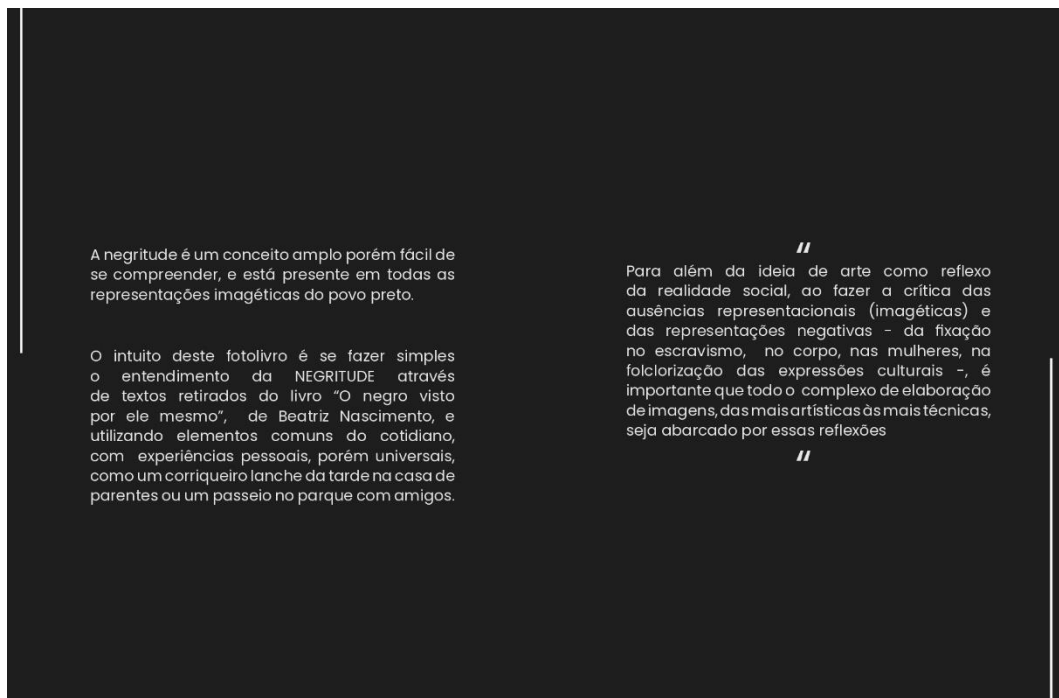 A negritude é um conceito amplo porém fácil de
se compreender, e está presente em todas as
representações imagéticas do povo preto.
O intuito deste fotolivro é se fazer simples
o entendimento da NEGRITUDE através
de textos retirados do livro “O negro visto
por ele mesmo”, de Beatriz Nascimento, e
utilizando elementos comuns do cotidiano,
com experiências pessoais, porém universais,
como um corriqueiro lanche da tarde na casa de
parentes ou um passeio no parque com amigos.
“
Para além da ideia de arte como reflexo
da realidade social, ao fazer a crítica das
ausências representacionais (imagéticas) e
das representações negativas - da fixação
no escravismo, no corpo, nas mulheres, na
folclorização das expressões culturais -, é
importante que todo o complexo de elaboração
de imagens, das mais artísticas às mais técnicas,
seja abarcado por essas reflexões
“